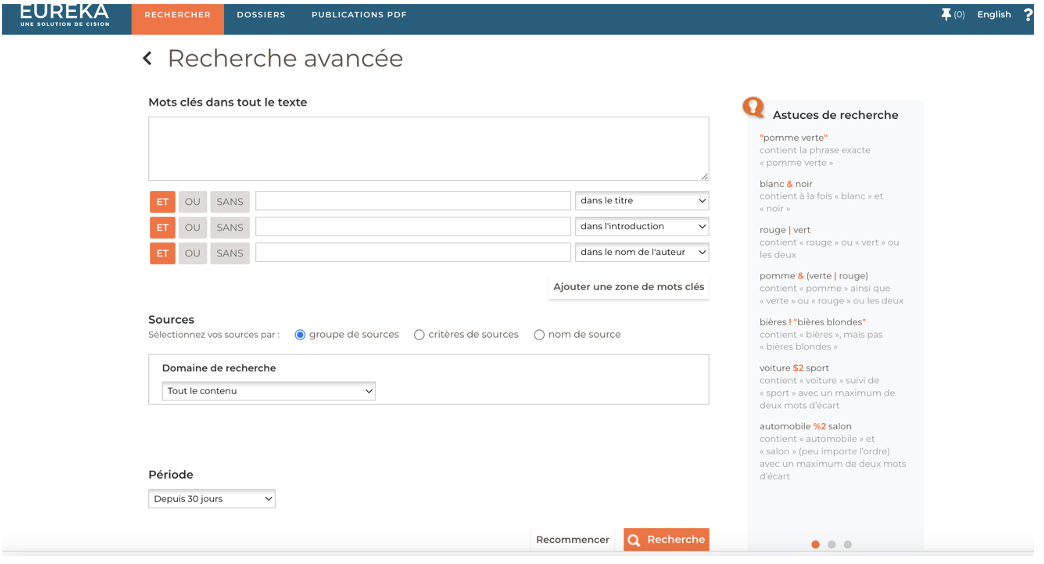 EUREKA
UNE SOLUTION DE CISION
RECHERCHER
DOSSIERS
PUBLICATIONS PDF
(0)
English
?
Recherche avancée
Mots clés dans tout le texte
ET OU SANS dans le titre
ET OU SANS dans l'introduction
ET OU SANS dans le nom de l'auteur
Ajouter une zone de mots clés
Sources
Sélectionnez vos sources par : groupe de sources critères de sources nom de source
Domaine de recherche
Tout le contenu
Période
Depuis 30 jours
Recommencer Recherche
Astuces de recherche
"pomme verte"
contient la phrase exacte
« pomme verte »
blanc & noir
contient à la fois « blanc » et
« noir »
rouge | vert
contient « rouge » ou « vert » ou
les deux
pomme & (verte | rouge)
contient « pomme » ainsi que
« verte » ou « rouge » ou les deux
bières ! "bières blondes"
contient « bières », mais pas
« bières blondes »
voiture $2 sport
contient « voiture » suivi de
« sport » avec un maximum de
deux mots d'écart
automobile %2 salon
contient « automobile » et
« salon » (peu importe l'ordre)
avec un maximum de deux mots
d'écart